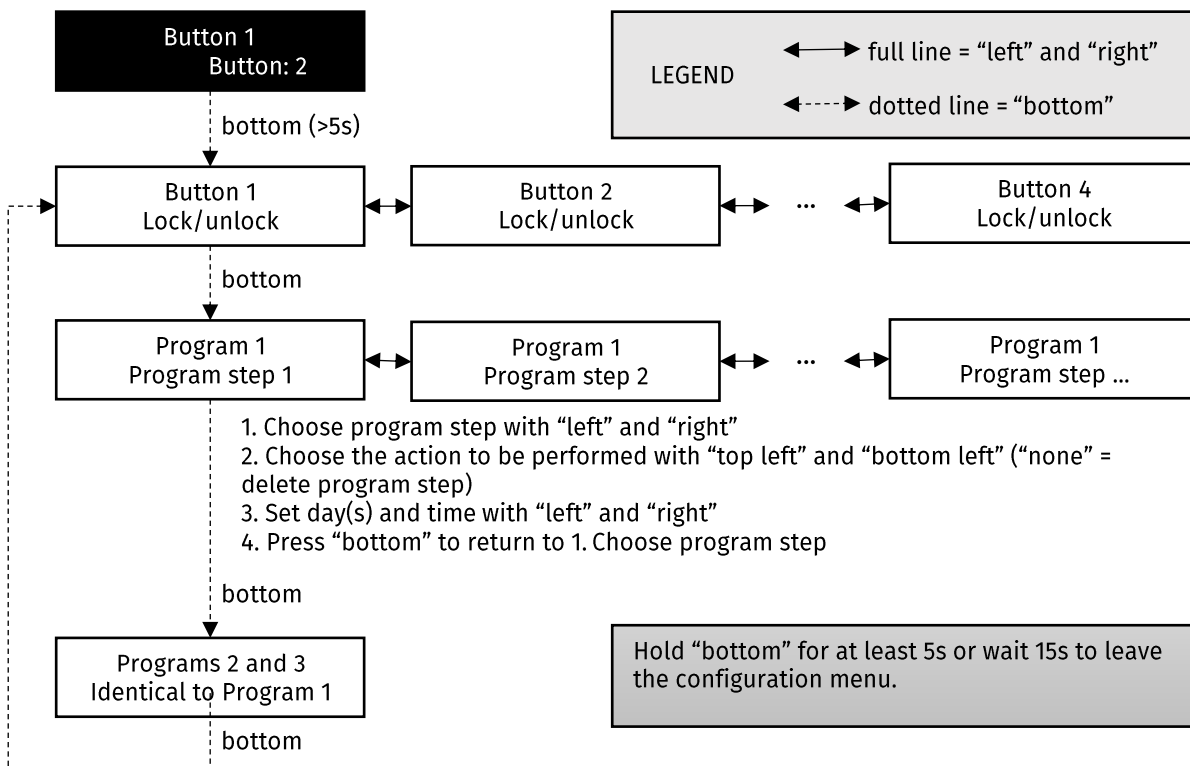 Button 1
Button: 2
LEGEND
full line = “left” and “right”
dotted line = “bottom”
bottom (>5s)
Button 1
Lock/unlock
Button 2
Lock/unlock
...
Button 4
Lock/unlock
bottom
Program 1
Program step 1
Program 1
Program step 2
...
Program 1
Program step ...
1. Choose program step with “left” and “right”
2. Choose the action to be performed with “top left” and “bottom left” (“none” =
delete program step)
3. Set day(s) and time with “left” and “right”
4. Press “bottom” to return to 1. Choose program step
bottom
Programs 2 and 3
Identical to Program 1
Hold “bottom” for at least 5s or wait 15s to leave
the configuration menu.
bottom